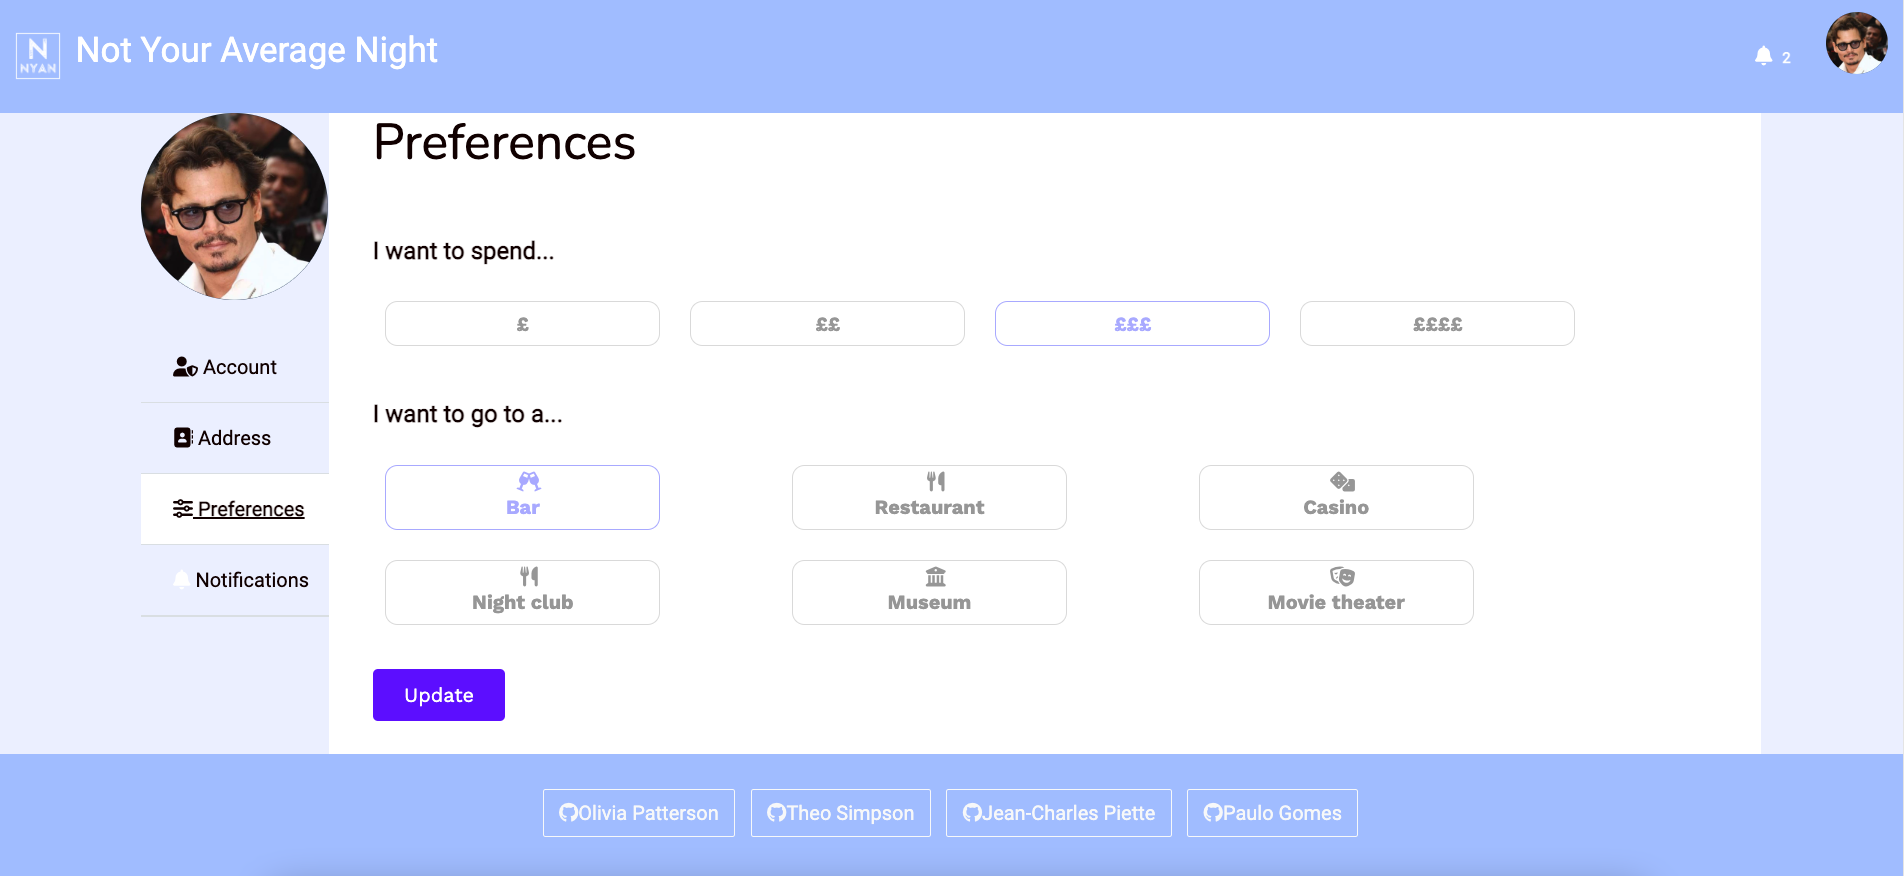 N
NYAN
Not Your Average Night
2
Preferences
I want to spend...
£
££
£££
££££
Account
Address
Preferences
Notifications
I want to go to a...
Bar
Restaurant
Casino
Night club
Museum
Movie theater
Update
Olivia Patterson
Theo Simpson
Jean-Charles Piette
Paulo Gomes